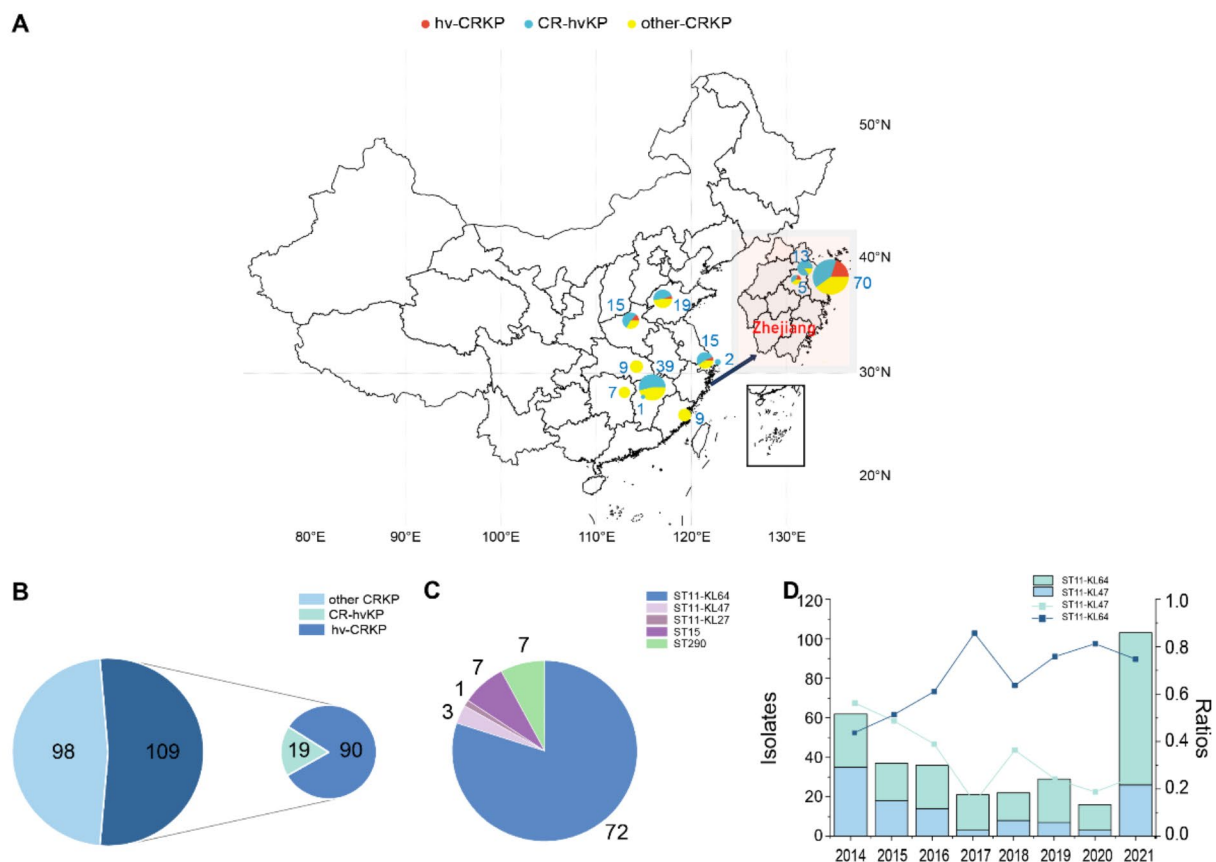 A
hv-CRKP CR-hvKP other-CRKP
50°N
40°N
30°N
20°N
13
5
70
Zhejiang
15
19
15
2
9
39
7
1
9
80°E 90°E 100°E 110°E 120°E 130°E
B
other CRKP
CR-hvKP
hv-CRKP
98
109
19
90
C
ST11-KL64
ST11-KL47
ST11-KL27
ST15
ST290
7
7
1
3
72
D
ST11-KL64
ST11-KL47
ST11-KL47
ST11-KL64
120
100
80
60
40
20
0
Isolates
1.0
0.8
0.6
0.4
0.2
0.0
Ratios
2014 2015 2016 2017 2018 2019 2020 2021